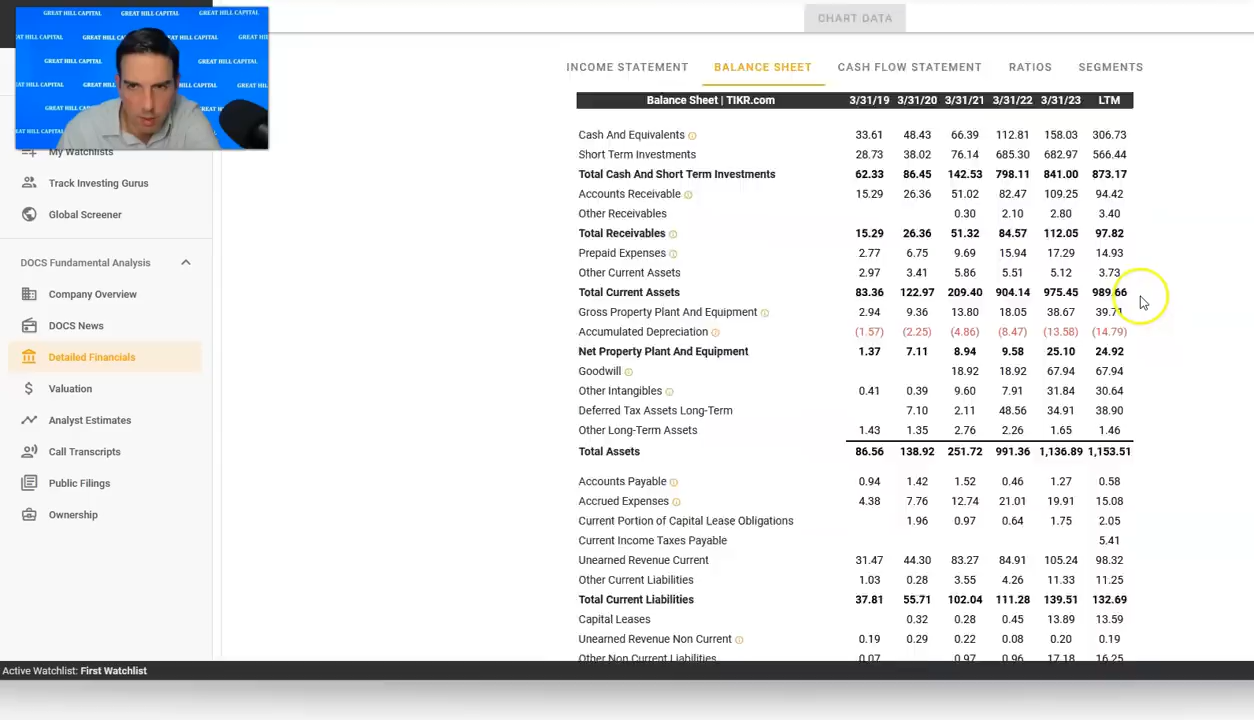 GREAT HILL CAPITAL GREAT HILL CAPITAL GREAT HILL CAPITAL
CHART DATA
My Watchlists
Track Investing Gurus
Global Screener
DOCS Fundamental Analysis
Company Overview
DOCS News
Detailed Financials
Valuation
Analyst Estimates
Call Transcripts
Public Filings
Ownership
INCOME STATEMENT BALANCE SHEET CASH FLOW STATEMENT RATIOS SEGMENTS
Balance Sheet | TIKR.com 3/31/19 3/31/20 3/31/21 3/31/22 3/31/23 LTM
Cash And Equivalents 33.61 48.43 66.39 112.81 158.03 306.73
Short Term Investments 28.73 38.02 76.14 685.30 682.97 566.44
Total Cash And Short Term Investments 62.33 86.45 142.53 798.11 841.00 873.17
Accounts Receivable 15.29 26.36 51.02 82.47 109.25 94.42
Other Receivables 0.30 2.10 2.80 3.40
Total Receivables 15.29 26.36 51.32 84.57 112.05 97.82
Prepaid Expenses 2.77 6.75 9.69 15.94 17.29 14.93
Other Current Assets 2.97 3.41 5.86 5.51 5.12 3.73
Total Current Assets 83.36 122.97 209.40 904.14 975.45 989.66
Gross Property Plant And Equipment 2.94 9.36 13.80 18.05 38.67 39.71
Accumulated Depreciation (1.57) (2.25) (4.86) (8.47) (13.58) (14.79)
Net Property Plant And Equipment 1.37 7.11 8.94 9.58 25.10 24.92
Goodwill 18.92 18.92 67.94 67.94
Other Intangibles 0.41 0.39 9.60 7.91 31.84 30.64
Deferred Tax Assets Long-Term 7.10 2.11 48.56 34.91 38.90
Other Long-Term Assets 1.43 1.35 2.76 2.26 1.65 1.46
Total Assets 86.56 138.92 251.72 991.36 1,136.89 1,153.51
Accounts Payable 0.94 1.42 1.52 0.46 1.27 0.58
Accrued Expenses 4.38 7.76 12.74 21.01 19.91 15.08
Current Portion of Capital Lease Obligations 1.96 0.97 0.64 1.75 2.05
Current Income Taxes Payable 5.41
Unearned Revenue Current 31.47 44.30 83.27 84.91 105.24 98.32
Other Current Liabilities 1.03 0.28 3.55 4.26 11.33 11.25
Total Current Liabilities 37.81 55.71 102.04 111.28 139.51 132.69
Capital Leases 0.32 0.28 0.45 13.89 13.59
Unearned Revenue Non Current 0.19 0.29 0.22 0.08 0.20 0.19
Other Non Current Liabilities 0.07 0.97 0.96 17.18 16.25
Active Watchlist: First Watchlist